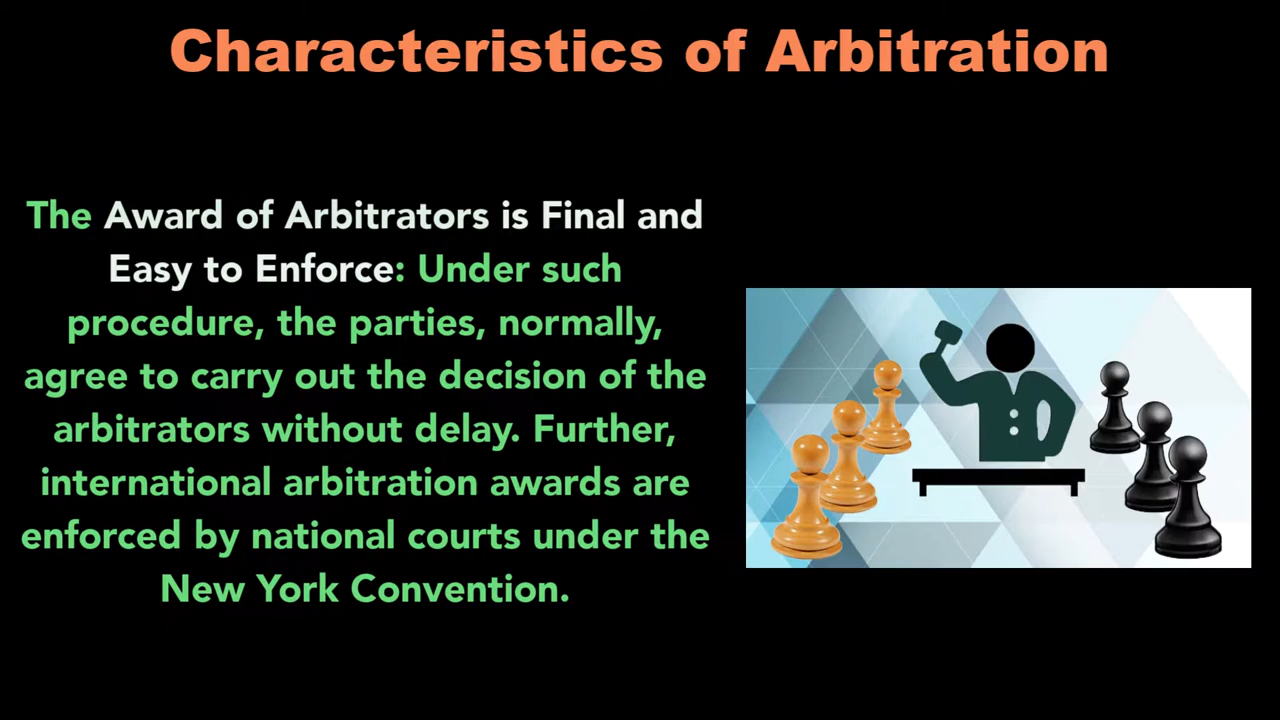 Characteristics of Arbitration
The Award of Arbitrators is Final and
Easy to Enforce: Under such
procedure, the parties, normally,
agree to carry out the decision of the
arbitrators without delay. Further,
international arbitration awards are
enforced by national courts under the
New York Convention.